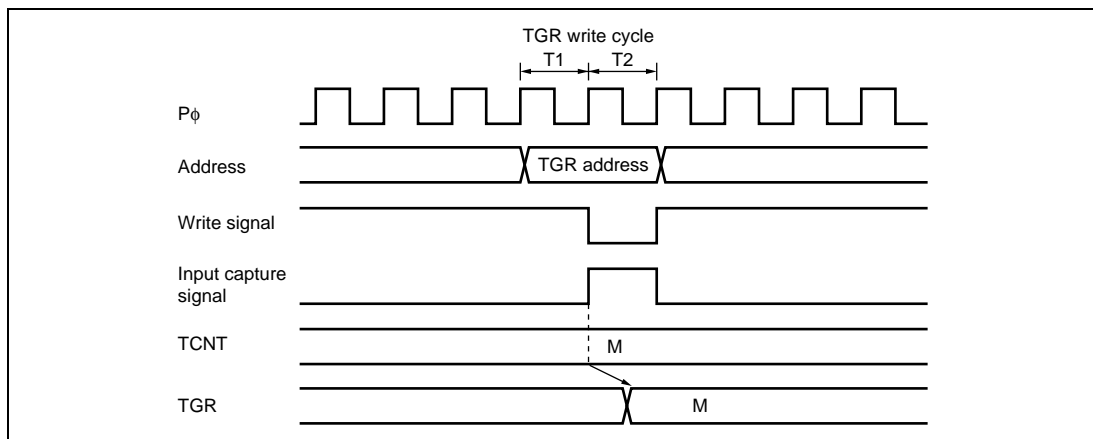 TGR write cycle
T1 T2
Pϕ
Address
TGR address
Write signal
Input capture
signal
TCNT
M
TGR
M